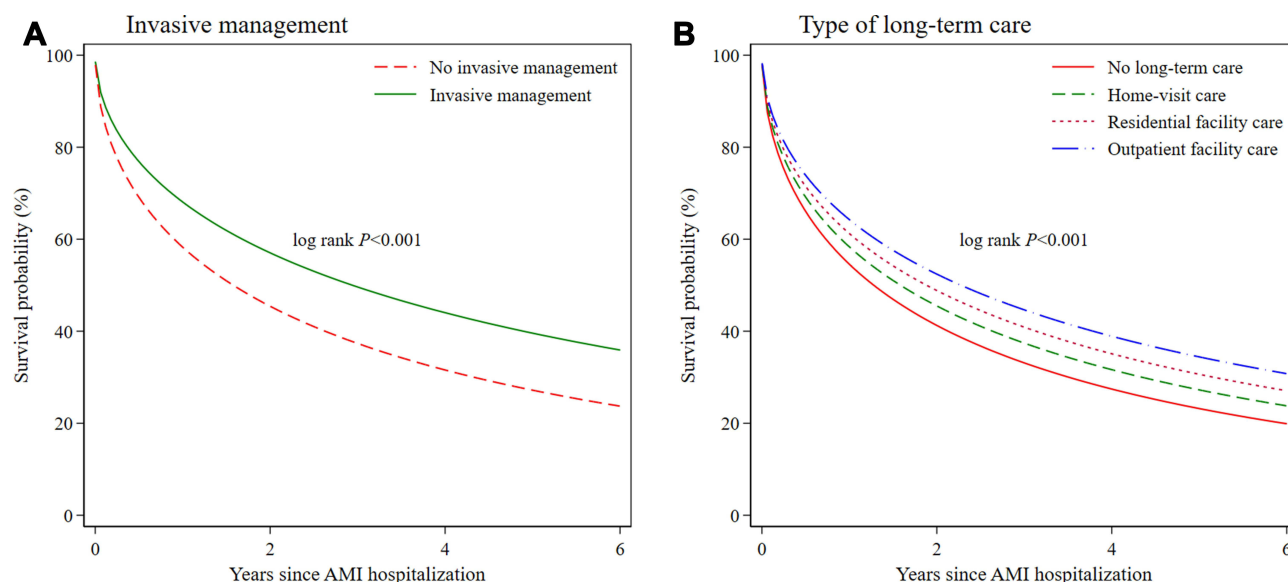 A
Invasive management
No invasive management
Invasive management
log rank P<0.001
Survival probability (%)
100
80
60
40
20
0
0 2 4 6
Years since AMI hospitalization
B
Type of long-term care
No long-term care
Home-visit care
Residential facility care
Outpatient facility care
log rank P<0.001
Survival probability (%)
100
80
60
40
20
0
0 2 4 6
Years since AMI hospitalization